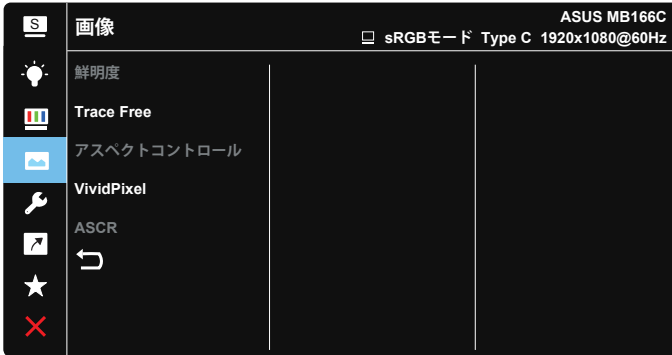 S
画像
ASUS MB166C
sRGBモード Type C 1920x1080@60Hz
鮮明度
Trace Free
アスペクトコントロール
VividPixel
ASCR